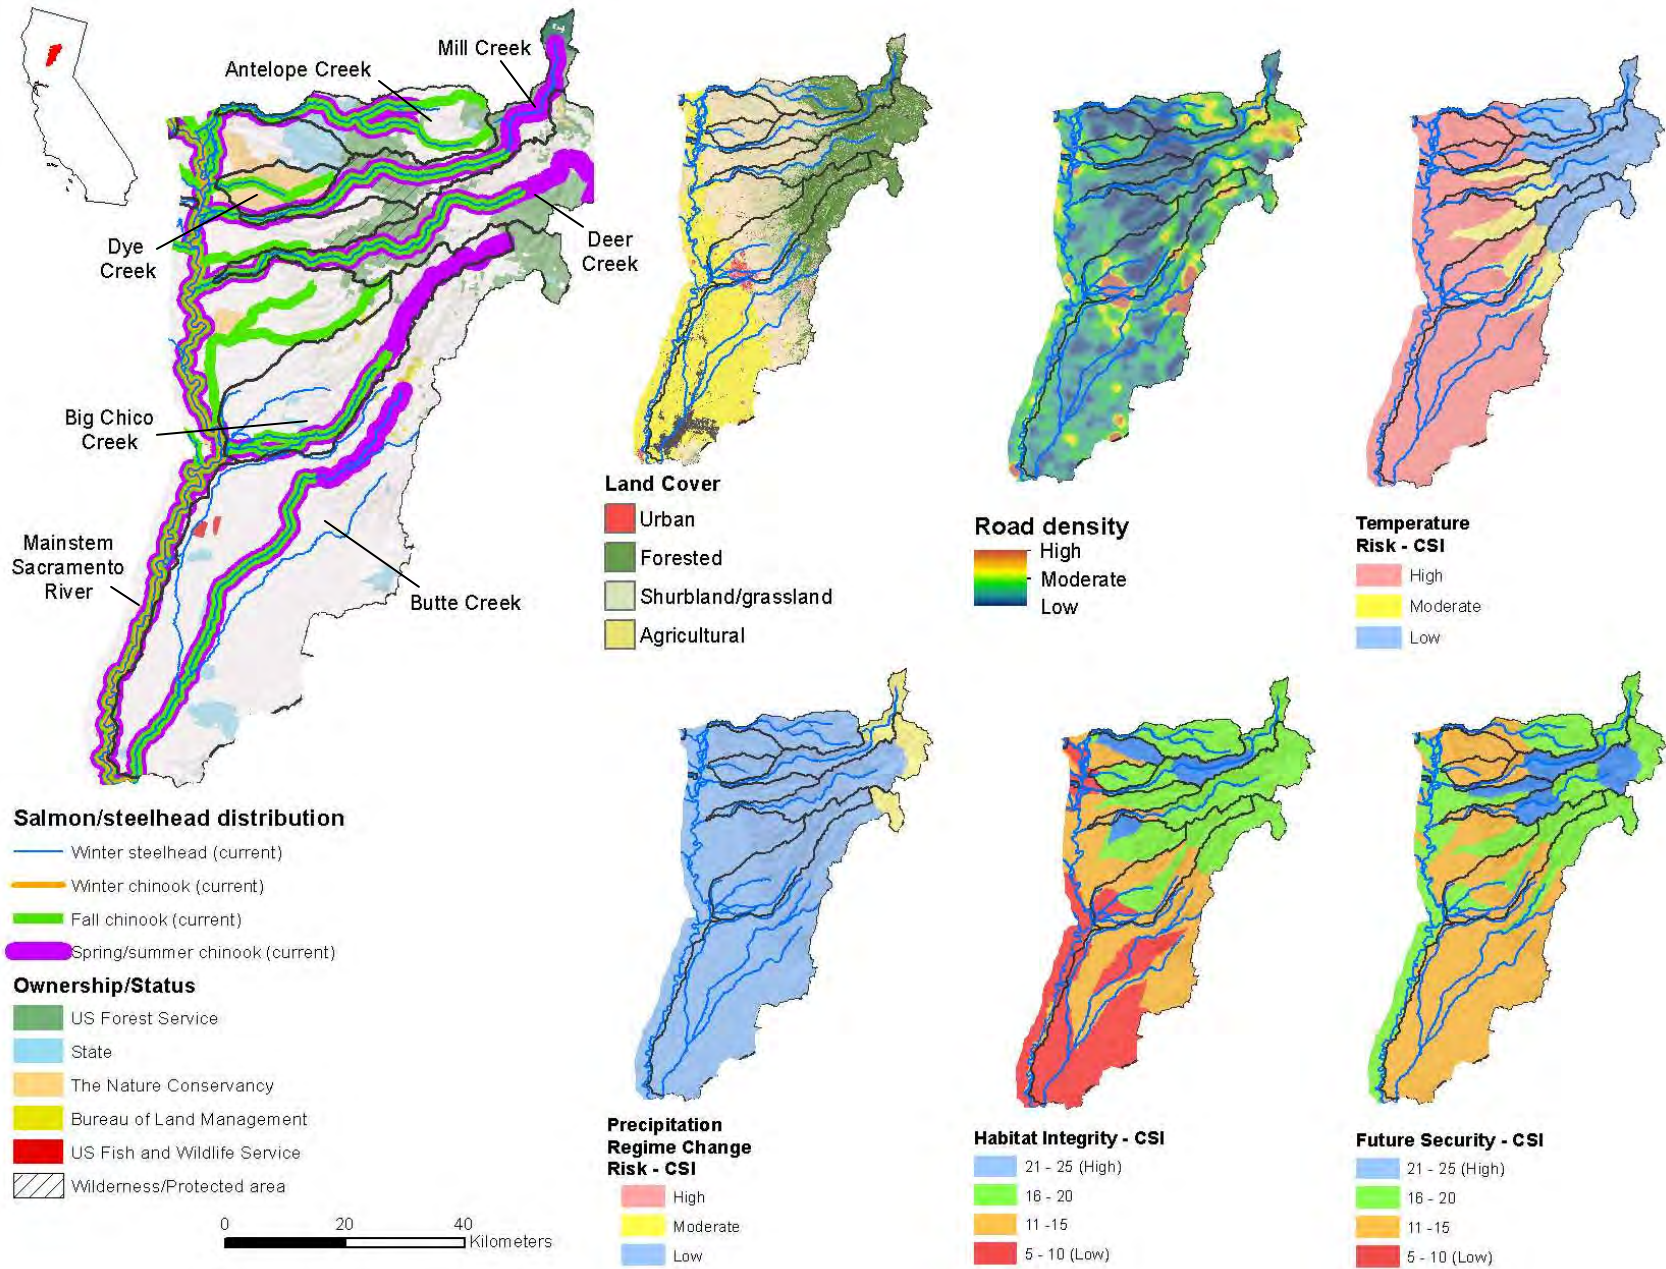 Mill Creek
Antelope Creek
Dye
Creek
Deer
Creek
Big Chico
Creek
Mainstem
Sacramento
River
Butte Creek
Salmon/steelhead distribution
Winter steelhead (current)
Winter chinook (current)
Fall chinook (current)
Spring/summer chinook (current)
Ownership/Status
US Forest Service
State
The Nature Conservancy
Bureau of Land Management
US Fish and Wildlife Service
Wilderness/Protected area
0 20 40
Kilometers
Land Cover
Urban
Forested
Shurbland/grassland
Agricultural
Road density
High
Moderate
Low
Temperature
Risk - CSI
High
Moderate
Low
Precipitation
Regime Change
Risk - CSI
High
Moderate
Low
Habitat Integrity - CSI
21 - 25 (High)
16 - 20
11 -15
5 - 10 (Low)
Future Security - CSI
21 - 25 (High)
16 - 20
11 -15
5 - 10 (Low)